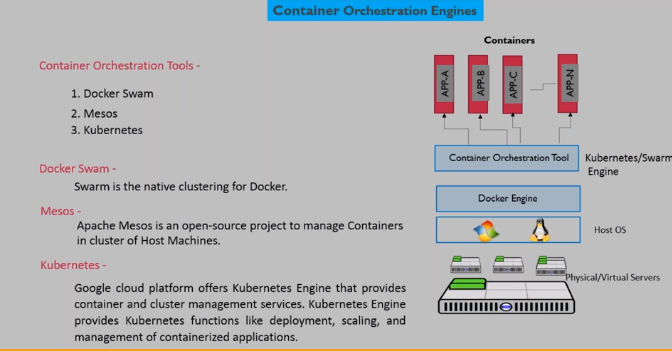 Container Orchestration Engines
Container Orchestration Tools -
1. Docker Swam
2. Mesos
3. Kubernetes
Docker Swam -
Swarm is the native clustering for Docker.
Mesos -
Apache Mesos is an open-source project to manage Containers
in cluster of Host Machines.
Kubernetes -
Google cloud platform offers Kubernetes Engine that provides
container and cluster management services. Kubernetes Engine
provides Kubernetes functions like deployment, scaling, and
management of containerized applications.
Containers
APP-A
APP-B
APP-C
APP-N
Container Orchestration Tool
Kubernetes/Swarm
Engine
Docker Engine
Host OS
Physical/Virtual Servers